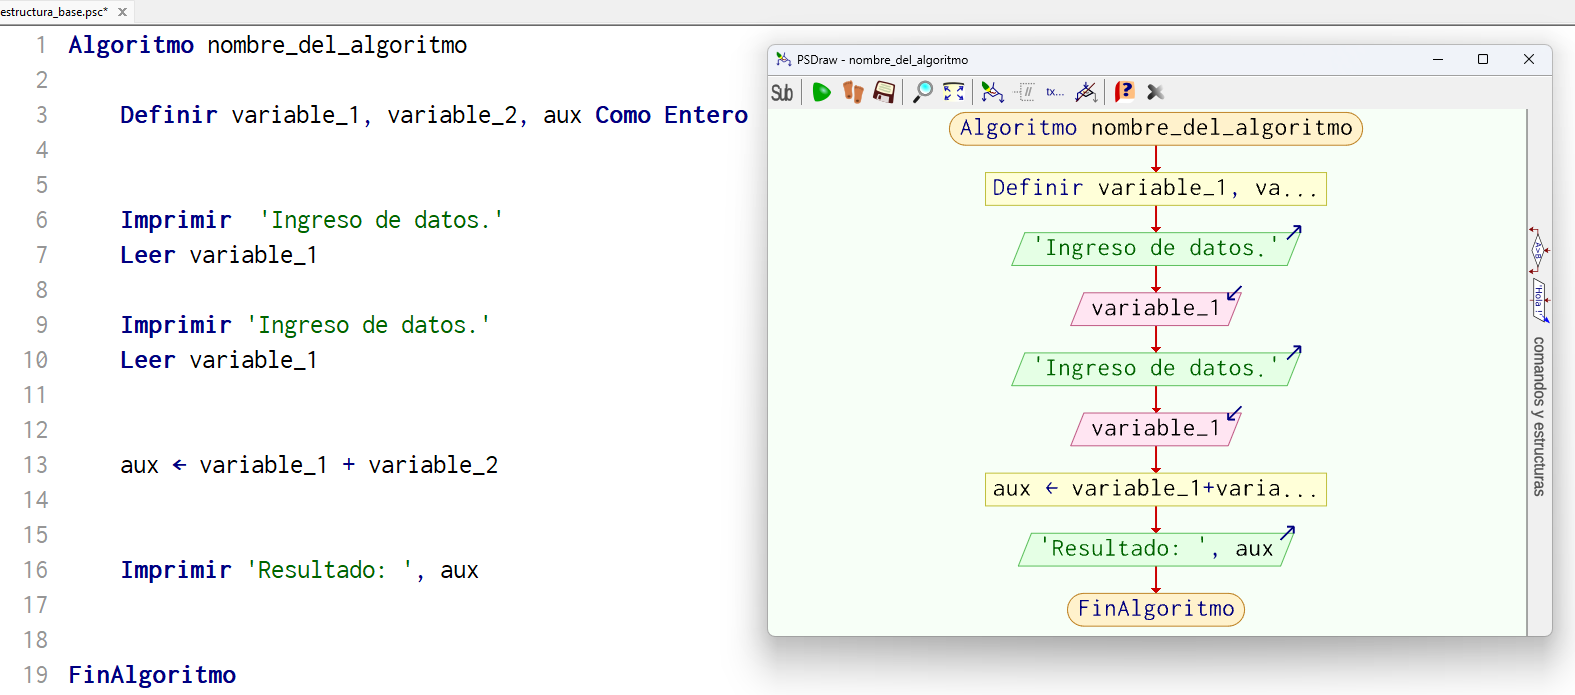 estructura_base.psc* ×
1 Algoritmo nombre_del_algoritmo
2
3 Definir variable_1, variable_2, aux Como Entero
4
5
6 Imprimir 'Ingreso de datos.'
7 Leer variable_1
8
9 Imprimir 'Ingreso de datos.'
10 Leer variable_1
11
12
13 aux ← variable_1 + variable_2
14
15
16 Imprimir 'Resultado: ', aux
17
18
19 FinAlgoritmo
PSDraw - nombre_del_algoritmo
Sub // tx... ?
Algoritmo nombre_del_algoritmo
Definir variable_1, va...
'Ingreso de datos.'
variable_1
'Ingreso de datos.'
variable_1
aux ← variable_1+varia...
'Resultado: ', aux
FinAlgoritmo
A>B
'Hola !'
comandos y estructuras